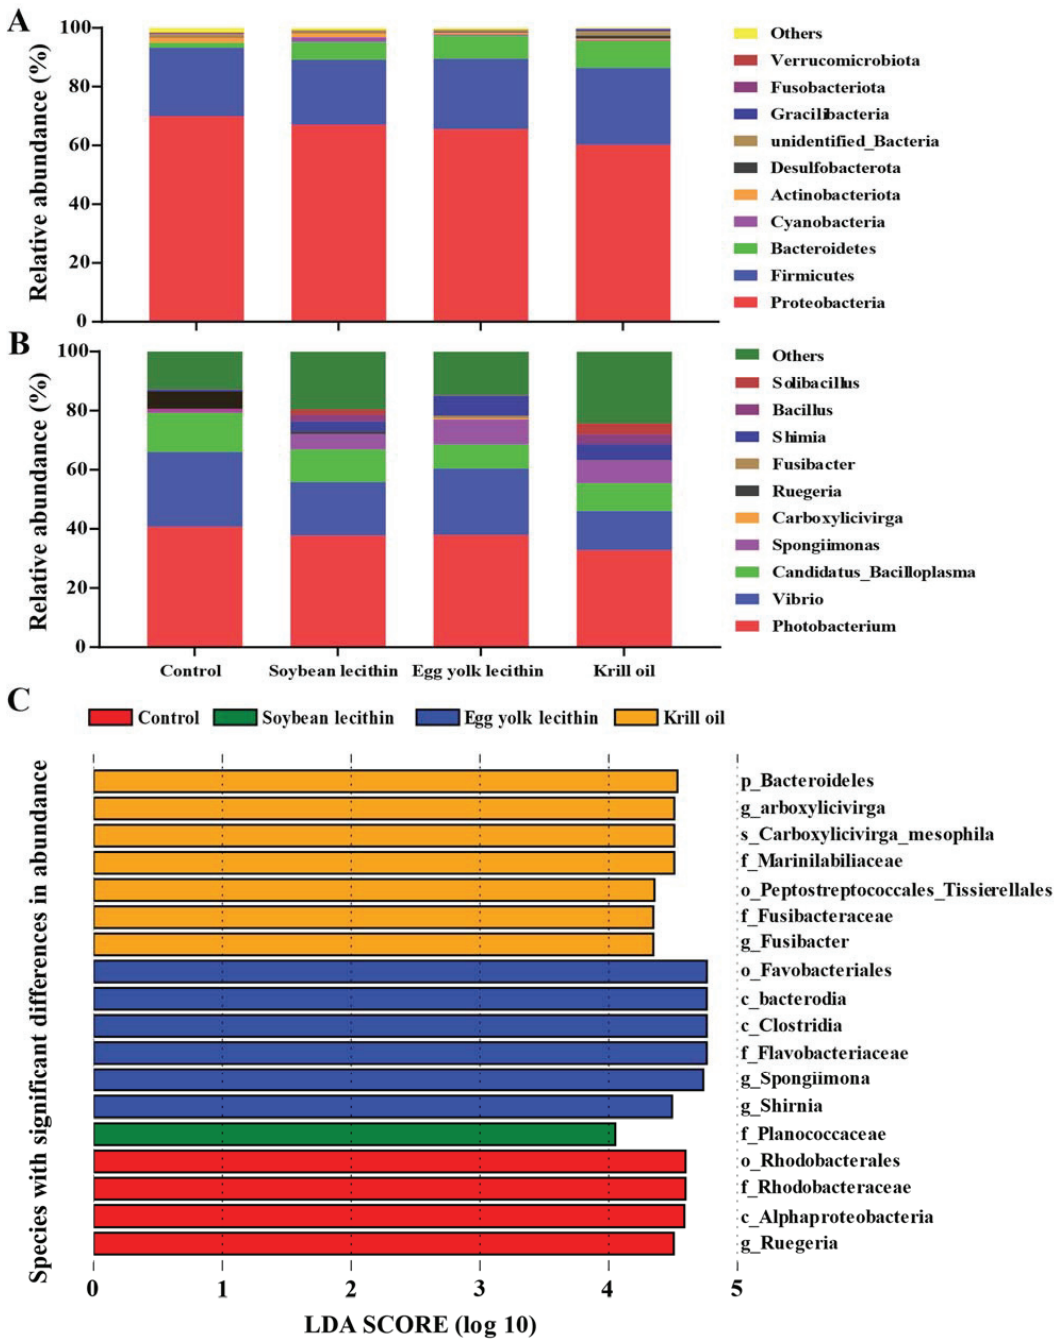 A
Relative abundance (%)
100
80
60
40
20
0
Others
Verrucomicrobiota
Fusobacteriota
Gracilibacteria
unidentified_Bacteria
Desulfobacterota
Actinobacteriota
Cyanobacteria
Bacteroidetes
Firmicutes
Proteobacteria
B
Relative abundance (%)
100
80
60
40
20
0
Control Soybean lecithin Egg yolk lecithin Krill oil
Others
Solibacillus
Bacillus
Shimia
Fusibacter
Ruegeria
Carboxylicivirga
Spongiimonas
Candidatus_Bacilloplasma
Vibrio
Photobacterium
C
Control Soybean lecithin Egg yolk lecithin Krill oil
Species with significant differences in abundance
p_Bacteroideles
g_arboxylicivirga
s_Carboxylicivirga_mesophila
f_Marinilabiliaceae
o_Peptostreptococcales_Tissierellales
f_Fusibacteraceae
g_Fusibacter
o_Favobacteriales
c_bacterodia
c_Clostridia
f_Flavobacteriaceae
g_Spongiimona
g_Shirnia
f_Planococcaceae
o_Rhodobacterales
f_Rhodobacteraceae
c_Alphaproteobacteria
g_Ruegeria
0 1 2 3 4 5
LDA SCORE (log 10)